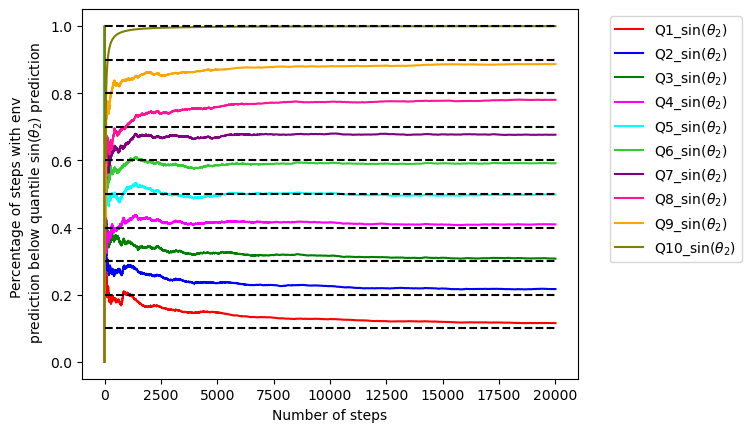 Percentage of steps with env
prediction below quantile sin(θ₂) prediction
1.0
0.8
0.6
0.4
0.2
0.0
0
2500
5000
7500
10000
12500
15000
17500
20000
Number of steps
Q1_sin(θ₂)
Q2_sin(θ₂)
Q3_sin(θ₂)
Q4_sin(θ₂)
Q5_sin(θ₂)
Q6_sin(θ₂)
Q7_sin(θ₂)
Q8_sin(θ₂)
Q9_sin(θ₂)
Q10_sin(θ₂)